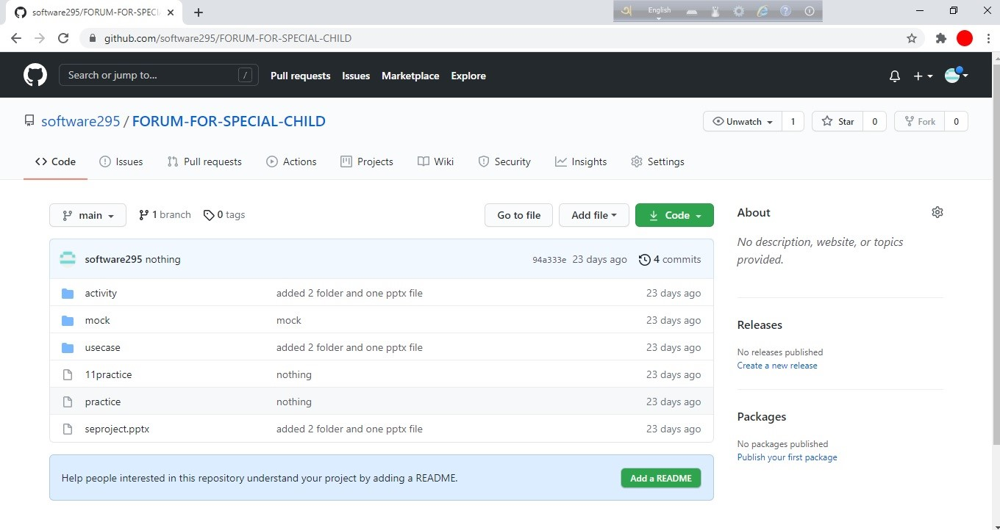 software295/FORUM-FOR-SPECI
English
github.com/software295/FORUM-FOR-SPECIAL-CHILD
Search or jump to... /
Pull requests Issues Marketplace Explore
software295 / FORUM-FOR-SPECIAL-CHILD
Unwatch 1 Star 0 Fork 0
Code Issues Pull requests Actions Projects Wiki Security Insights Settings
main 1 branch 0 tags
Go to file Add file Code
software295 nothing 94a333e 23 days ago 4 commits
activity added 2 folder and one pptx file 23 days ago
mock mock 23 days ago
usecase added 2 folder and one pptx file 23 days ago
11practice nothing 23 days ago
practice nothing 23 days ago
seproject.pptx added 2 folder and one pptx file 23 days ago
Help people interested in this repository understand your project by adding a README. Add a README
About
No description, website, or topics
provided.
Releases
No releases published
Create a new release
Packages
No packages published
Publish your first package